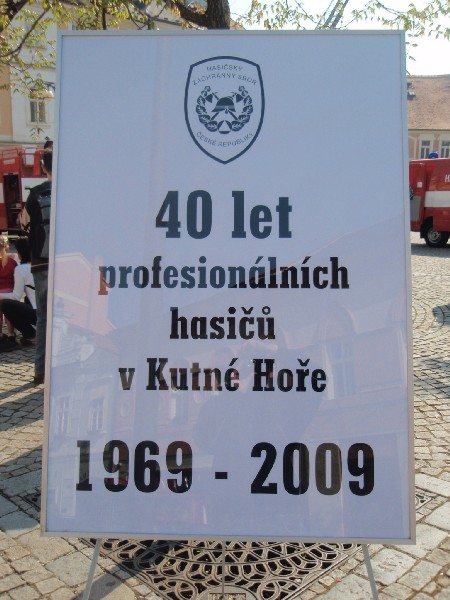 HASIČSKÝ
ZÁCHRANNÝ SBOR
ČESKÉ REPUBLIKY
40 let
profesionálních
hasičů
v Kutné Hoře
1969 - 2009